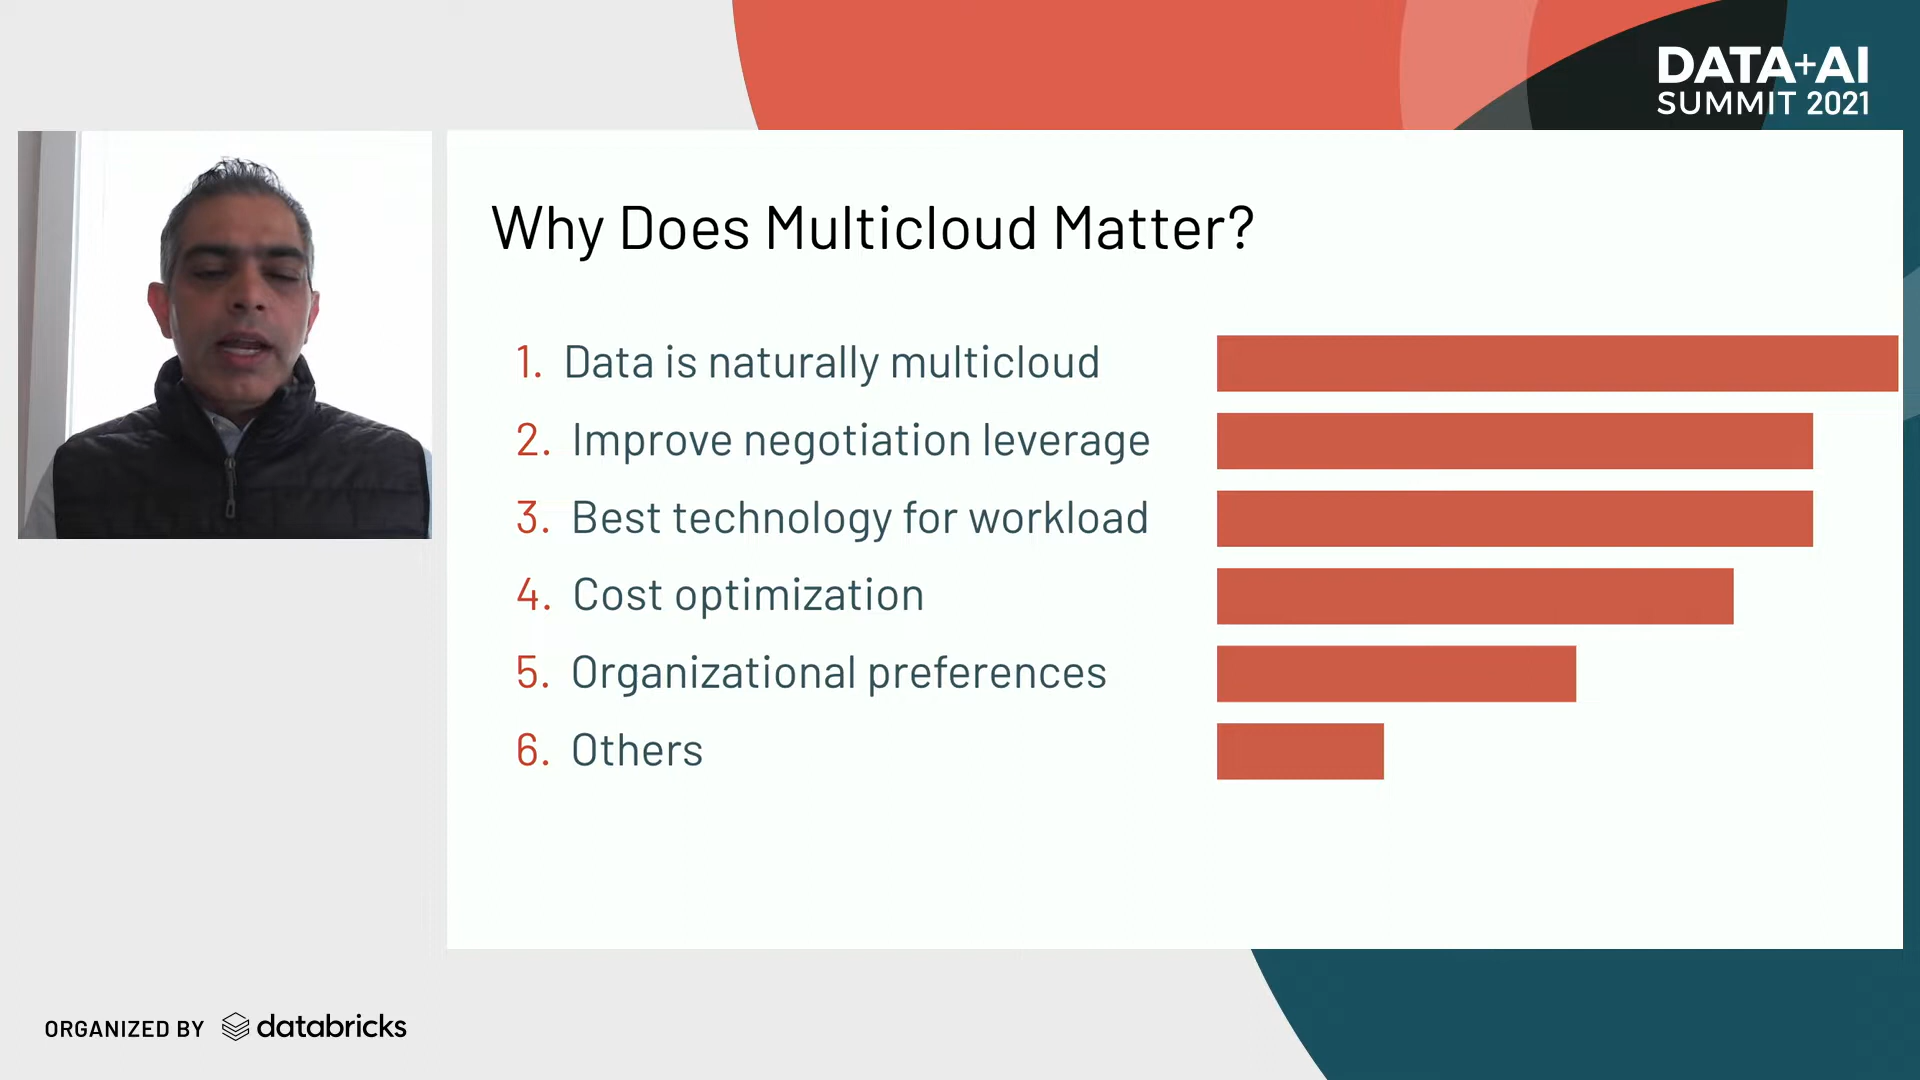 DATA+AI
SUMMIT 2021
Why Does Multicloud Matter?
1. Data is naturally multicloud
2. Improve negotiation leverage
3. Best technology for workload
4. Cost optimization
5. Organizational preferences
6. Others
ORGANIZED BY databricks